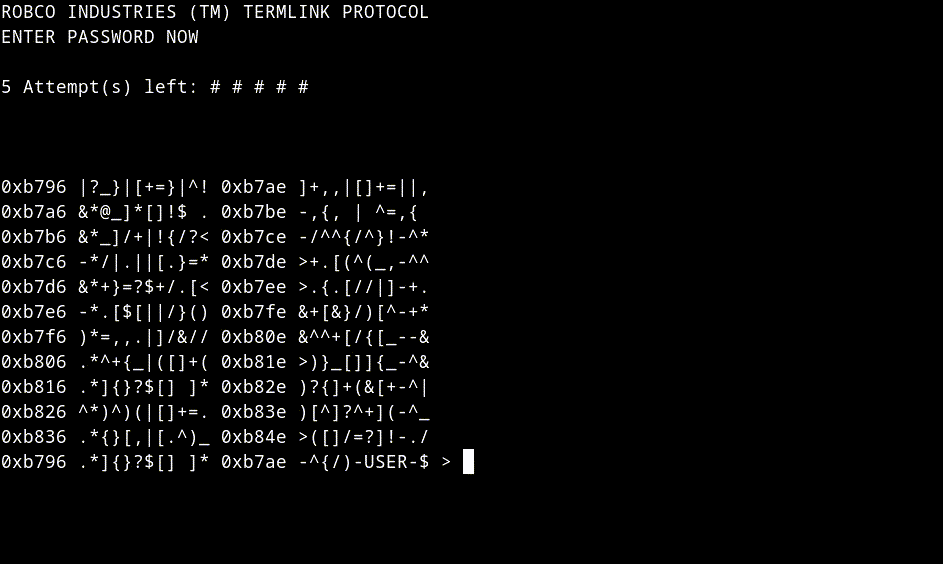 ROBCO INDUSTRIES (TM) TERMLINK PROTOCOL
ENTER PASSWORD NOW
5 Attempt(s) left: # # # # #
0xb796 |?_}|[+=}|^! 0xb7ae ]+,,|[]+=||,
0xb7a6 &*@_]*[]!$ . 0xb7be -,{, | ^=,{
0xb7b6 &*_]/+|!{/?< 0xb7ce -/^^{/^}!-^*
0xb7c6 -*/|.||[.}=* 0xb7de >+.[(^(_,-^^
0xb7d6 &*+}=?$+/.[< 0xb7ee >.{.[//|]-+.
0xb7e6 -*.[$[||/}() 0xb7fe &+[&}/)[^-+*
0xb7f6 )*=,,.|]/&// 0xb80e &^^+[/{[_--&
0xb806 .*^+{_|([]+( 0xb81e >)}_[]]{_-^&
0xb816 .*]{}?$[] ]* 0xb82e )?{]+(&[+-^|
0xb826 ^*)^)(|[]+=. 0xb83e )[^]?^+](-^_
0xb836 .*{}[,|[.^)_ 0xb84e >([]/=?]!-./
0xb796 .*]{}?$[] ]* 0xb7ae -^{/)-USER-$ >